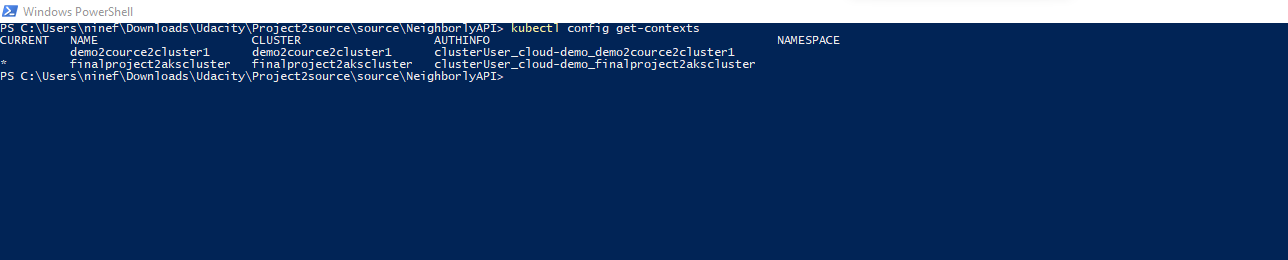 Windows PowerShell
PS C:\Users\ninef\Downloads\Udacity\Project2source\source\NeighborlyAPI> kubectl config get-contexts
CURRENT NAME CLUSTER AUTHINFO NAMESPACE
demo2cource2cluster1 demo2cource2cluster1 clusterUser_cloud-demo_demo2cource2cluster1
* finalproject2akscluster finalproject2akscluster clusterUser_cloud-demo_finalproject2akscluster
PS C:\Users\ninef\Downloads\Udacity\Project2source\source\NeighborlyAPI>